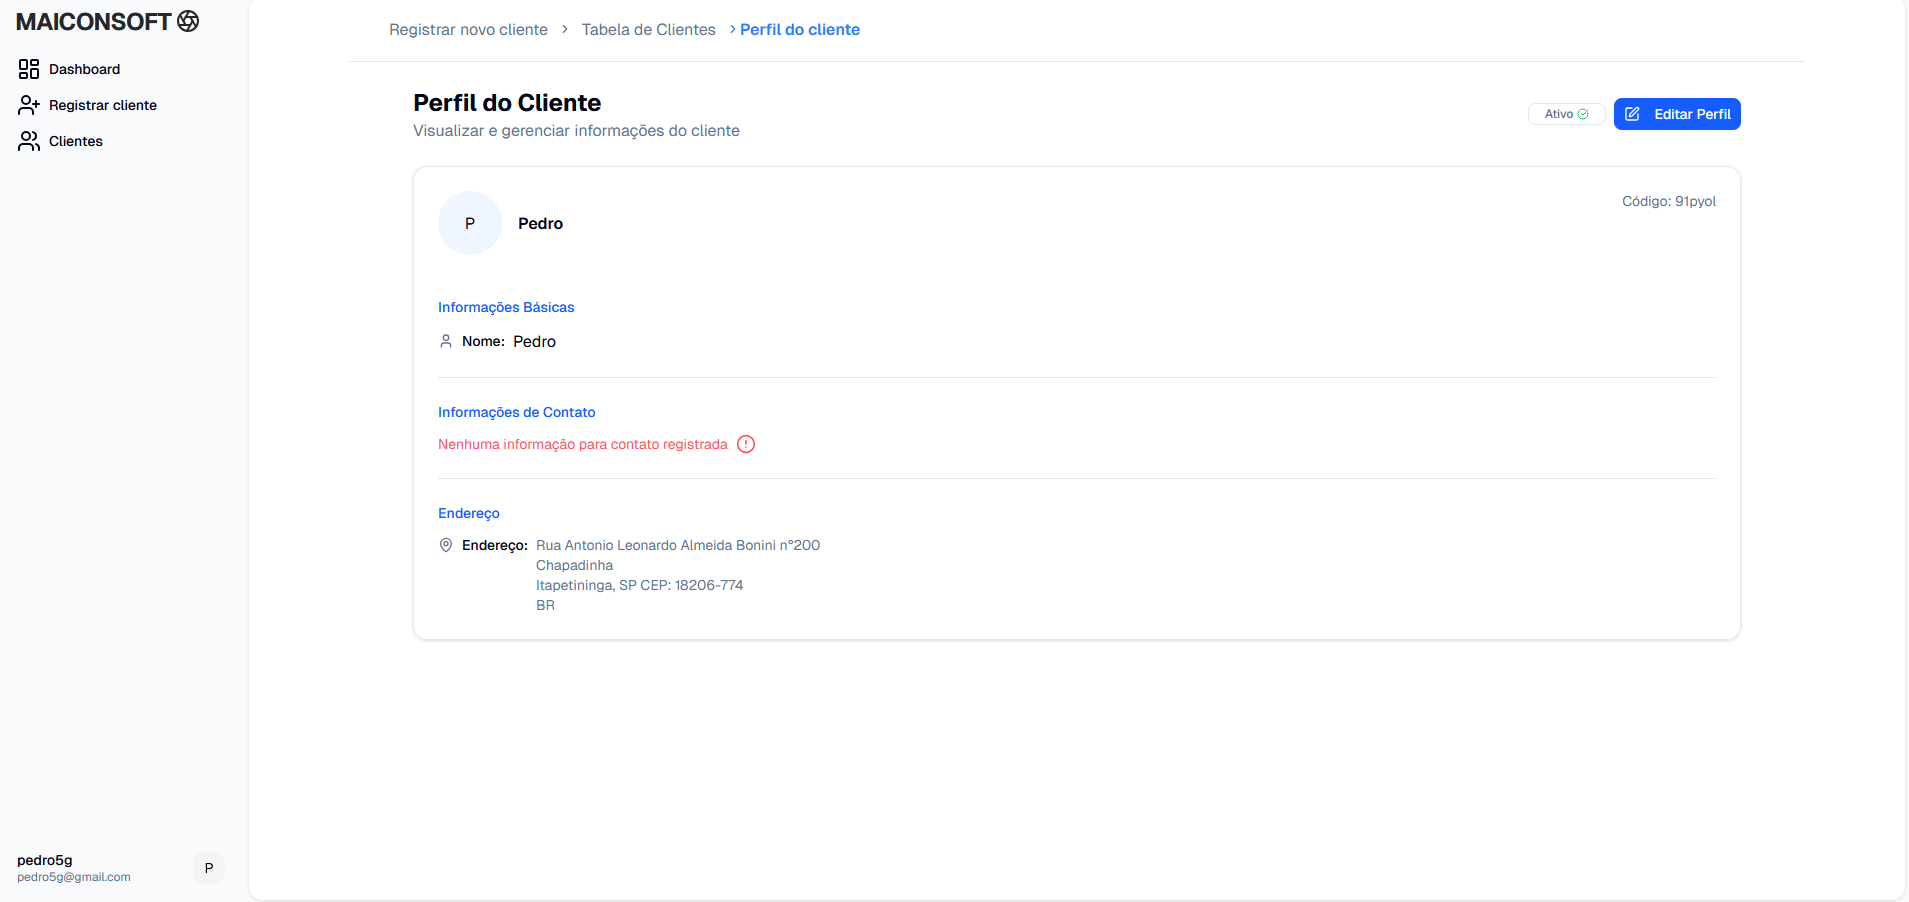 MAICONSOFT
Dashboard
Registrar cliente
Clientes
pedro5g
pedro5g@gmail.com
P
Registrar novo cliente > Tabela de Clientes > Perfil do cliente
Perfil do Cliente
Visualizar e gerenciar informações do cliente
Ativo
Editar Perfil
P
Pedro
Código: 91pyol
Informações Básicas
Nome: Pedro
Informações de Contato
Nenhuma informação para contato registrada
Endereço
Endereço: Rua Antonio Leonardo Almeida Bonini n°200
Chapadinha
Itapetininga, SP CEP: 18206-774
BR